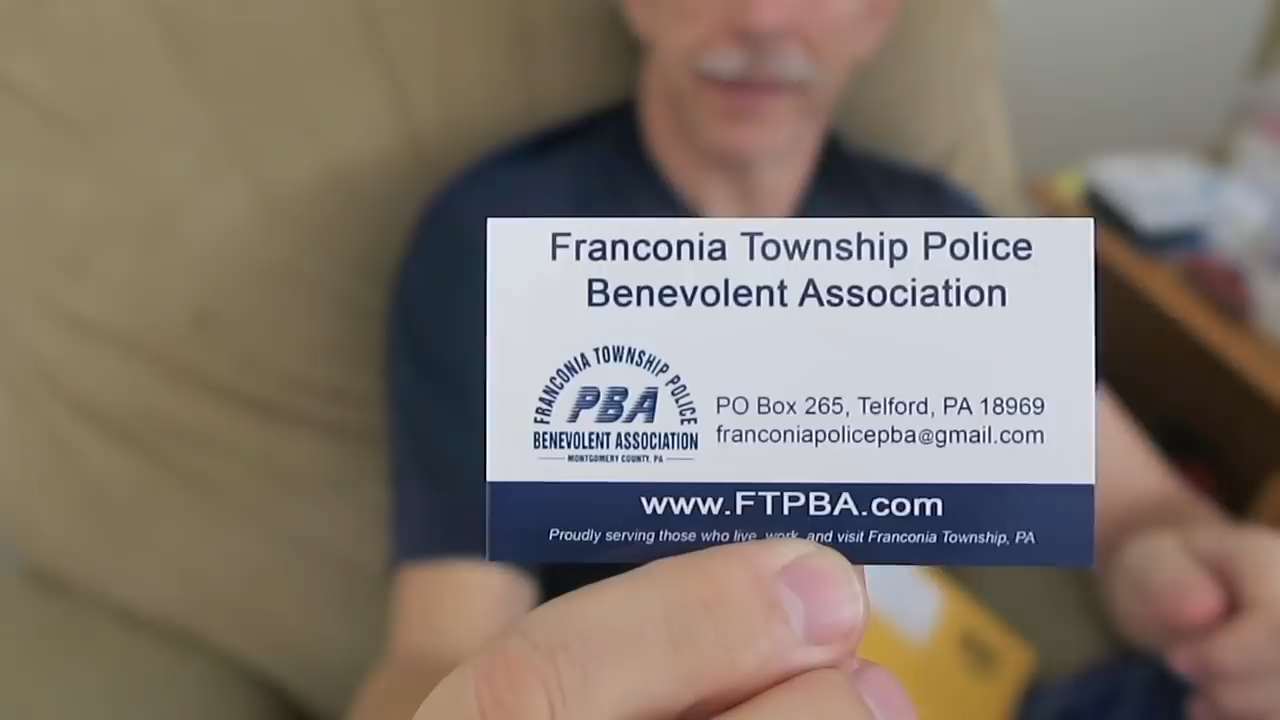 Franconia Township Police
Benevolent Association
FRANCONIA TOWNSHIP POLICE
PBA
BENEVOLENT ASSOCIATION
MONTGOMERY COUNTY, PA
PO Box 265, Telford, PA 18969
franconiapolicepba@gmail.com
www.FTPBA.com
Proudly serving those who live, work, and visit Franconia Township, PA